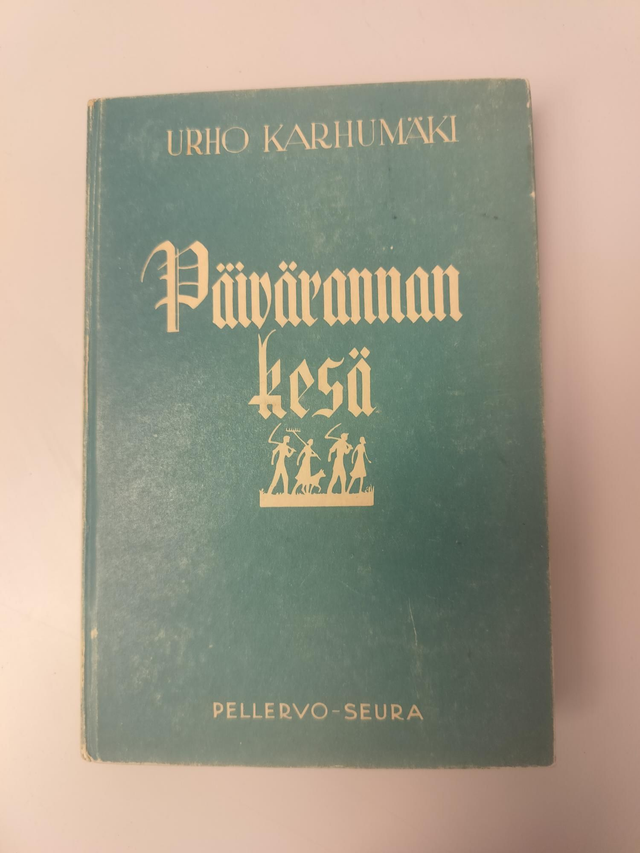 URHO KARHUMÄKI
Päivärannan
kesä
PELLERVO-SEURA